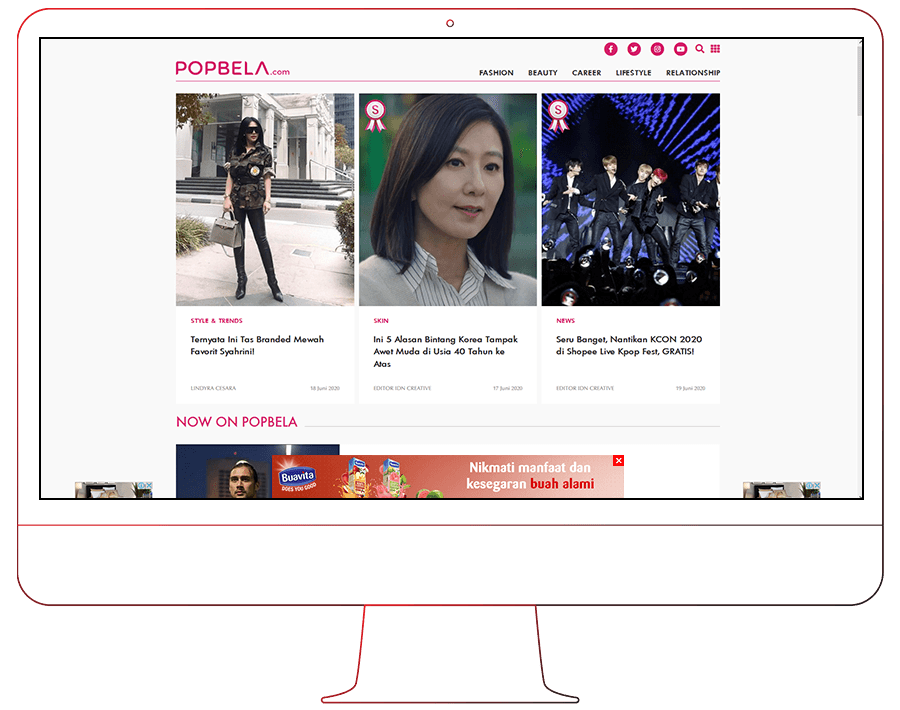 POPBELA.com
FASHION BEAUTY CAREER LIFESTYLE RELATIONSHIP
S
S
STYLE & TRENDS
Ternyata Ini Tas Branded Mewah
Favorit Syahrini!
LINDYRA CESARA 18 Juni 2020
SKIN
Ini 5 Alasan Bintang Korea Tampak
Awet Muda di Usia 40 Tahun ke
Atas
EDITOR IDN CREATIVE 17 Juni 2020
NEWS
Seru Banget, Nantikan KCON 2020
di Shopee Live Kpop Fest, GRATIS!
EDITOR IDN CREATIVE 19 Juni 2020
NOW ON POPBELA
Buavita
DOES YOU GOOD
Nikmati manfaat dan
kesegaran buah alami